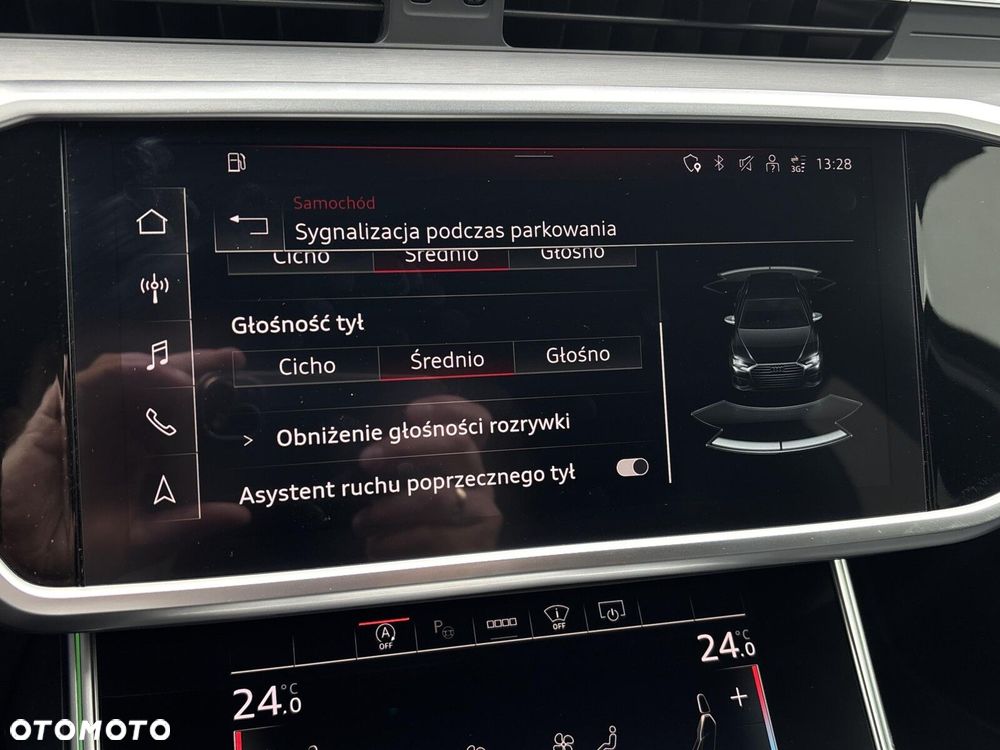 3G 13:28
Samochód
Sygnalizacja podczas parkowania
Cicho Średnio Głośno
Głośność tył
Cicho Średnio Głośno
> Obniżenie głośności rozrywki
Asystent ruchu poprzecznego tył
A OFF P OFF
24.0 °C 24.0 °C
+
OTOMOTO